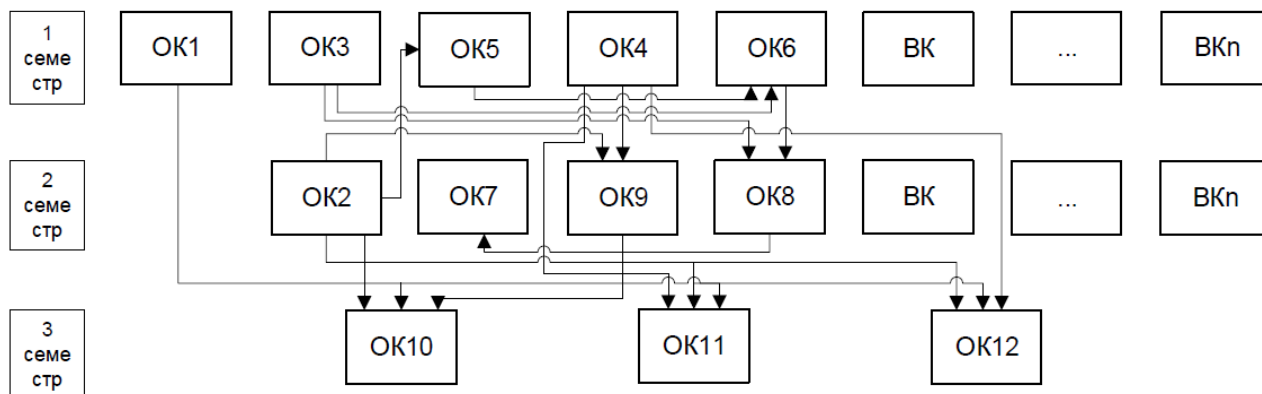 1
семе
стр
ОК1
ОК3
ОК5
ОК4
ОК6
ВК
...
ВКn
2
семе
стр
ОК2
ОК7
ОК9
ОК8
ВК
...
ВКn
3
семе
стр
ОК10
ОК11
ОК12